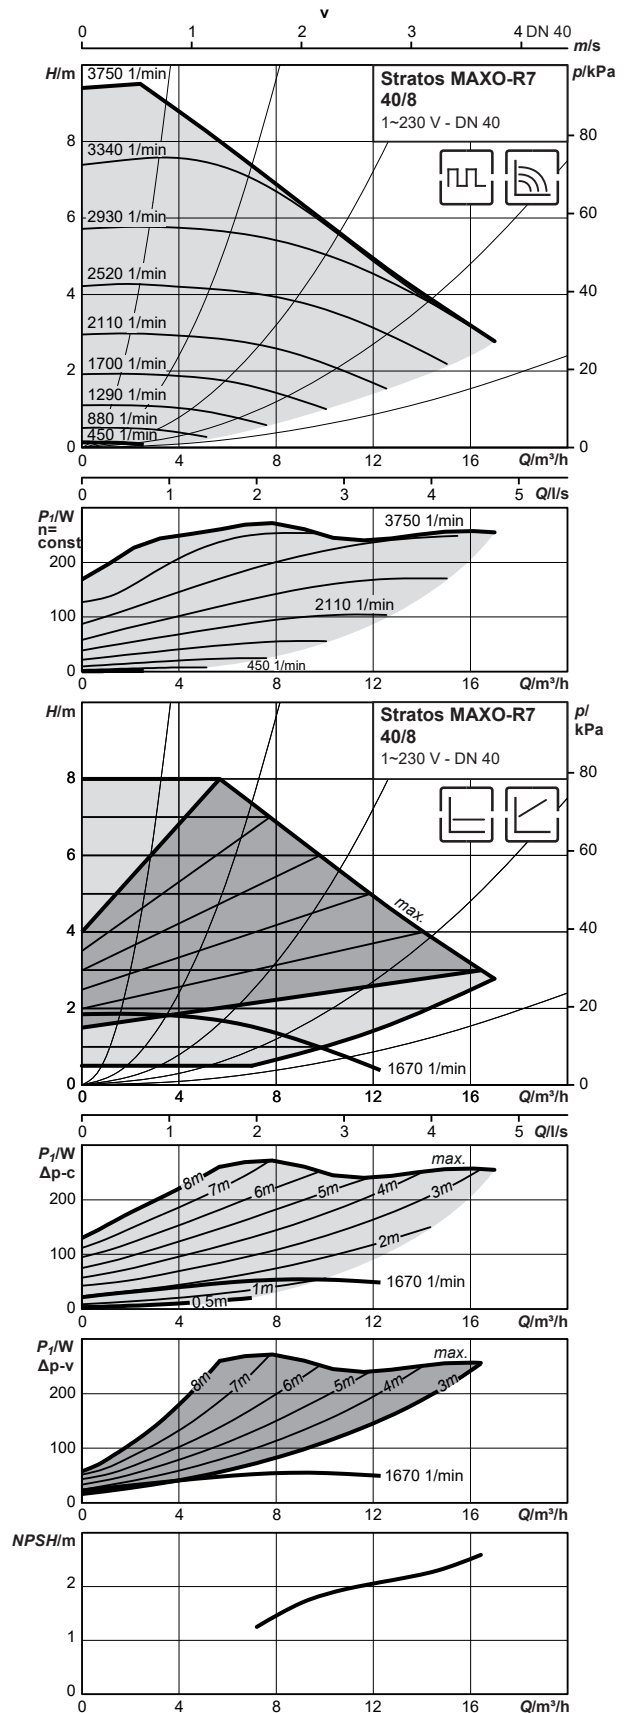 v
0 1 2 3 4 DN 40
m/s
H/m
3750 1/min
Stratos MAXO-R7
40/8
1~230 V - DN 40
p/kPa
8
80
3340 1/min
6
2930 1/min
60
2520 1/min
4
40
2110 1/min
1700 1/min
2
20
1290 1/min
880 1/min
450 1/min
0
0
0 4 8 12 16 Q/m³/h
0 1 2 3 4 5 Q/l/s
P₁/W
n=
const
3750 1/min
200
2110 1/min
100
450 1/min
0
0 4 8 12 16 Q/m³/h
H/m
Stratos MAXO-R7
40/8
1~230 V - DN 40
p/
kPa
8
80
6
60
max.
4
40
2
20
1670 1/min
0
0
0 4 8 12 16 Q/m³/h
0 1 2 3 4 5 Q/l/s
P₁/W
Δp-c
max.
8m 7m 6m 5m 4m 3m
200
2m
100
1670 1/min
1m
0,5m
0
0 4 8 12 16 Q/m³/h
P₁/W
Δp-v
max.
8m 7m 6m 5m 4m 3m
200
100
1670 1/min
0
0 4 8 12 16 Q/m³/h
NPSH/m
2
1
0
0 4 8 12 16 Q/m³/h